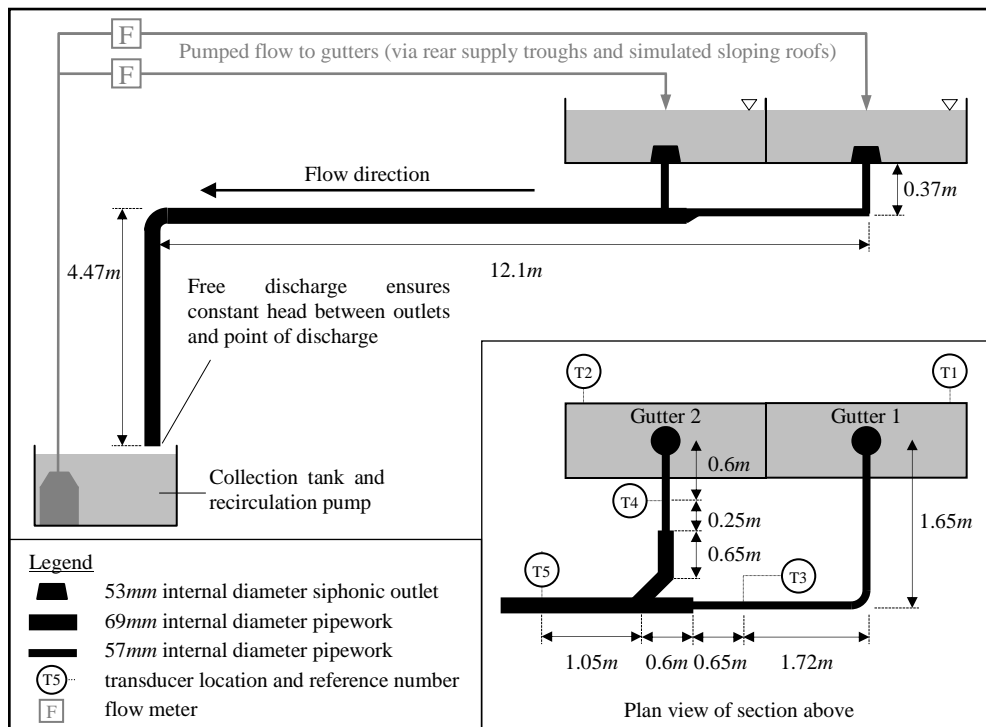 F
Pumped flow to gutters (via rear supply troughs and simulated sloping roofs)
F
Flow direction
0.37m
4.47m
12.1m
Free discharge ensures
constant head between outlets
and point of discharge
Collection tank and
recirculation pump
T2
T1
Gutter 2
Gutter 1
0.6m
T4
0.25m
1.65m
0.65m
T5
T3
1.05m
0.6m
0.65m
1.72m
Plan view of section above
Legend
53mm internal diameter siphonic outlet
69mm internal diameter pipework
57mm internal diameter pipework
T5 transducer location and reference number
F flow meter